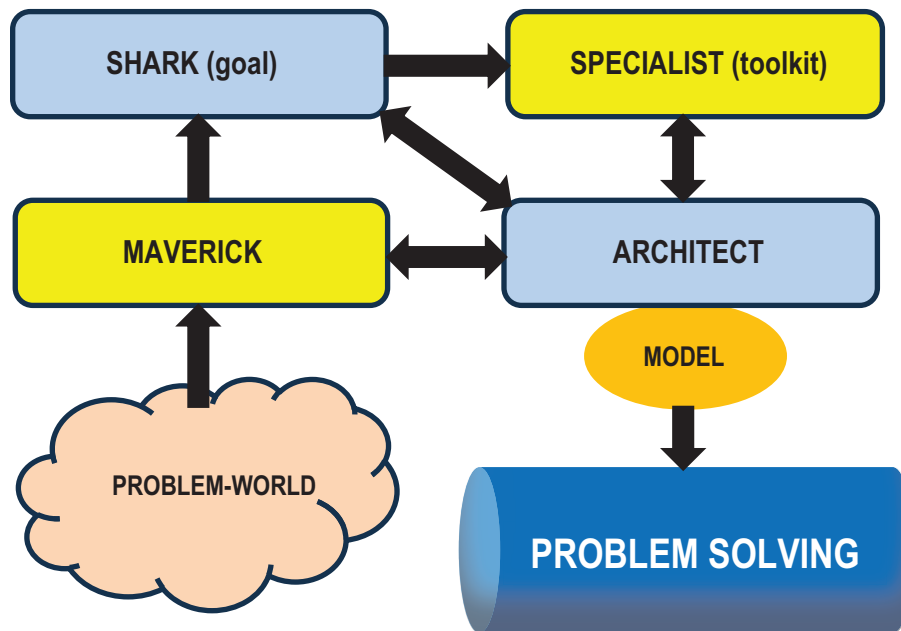 SHARK (goal)
SPECIALIST (toolkit)
MAVERICK
ARCHITECT
MODEL
PROBLEM-WORLD
PROBLEM SOLVING